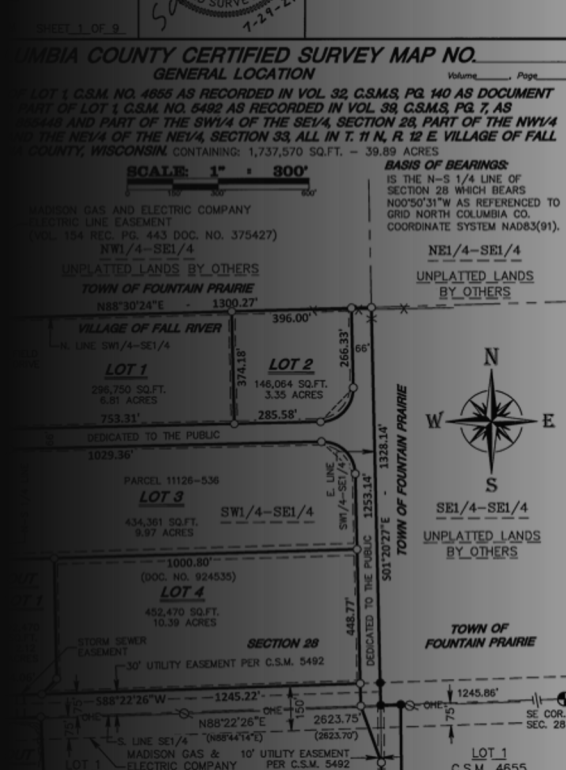 SHEET 1 OF 9
7-29-2
UMBIA COUNTY CERTIFIED SURVEY MAP NO.
GENERAL LOCATION
Volume , Page
LOT 1, C.S.M. NO. 4655 AS RECORDED IN VOL. 32, C.S.M.S, PG. 140 AS DOCUMENT
PART OF LOT 1, C.S.M. NO. 5492 AS RECORDED IN VOL. 39, C.S.M.S, PG. 7, AS
AND PART OF THE SW1/4 OF THE SE1/4, SECTION 28, PART OF THE NW1/4
THE NE1/4 OF THE NE1/4, SECTION 33, ALL IN T. 11 N, R. 12 E. VILLAGE OF FALL
COUNTY, WISCONSIN. CONTAINING: 1,737,570 SQ.FT. - 39.89 ACRES
SCALE: 1" = 300'
0 150' 300' 600'
BASIS OF BEARINGS:
IS THE N-S 1/4 LINE OF
SECTION 28 WHICH BEARS
N00°50'31"W AS REFERENCED TO
GRID NORTH COLUMBIA CO.
COORDINATE SYSTEM NAD83(91).
MADISON GAS AND ELECTRIC COMPANY
ELECTRIC LINE EASEMENT
(VOL. 154 REC. PG. 443 DOC. NO. 375427)
NW1/4-SE1/4
UNPLATTED LANDS BY OTHERS
NE1/4-SE1/4
UNPLATTED LANDS
BY OTHERS
TOWN OF FOUNTAIN PRAIRIE
N88°30'24"E - 1300.27'
396.00'
VILLAGE OF FALL RIVER
N. LINE SW1/4-SE1/4
LOT 1
296,750 SQ.FT.
6.81 ACRES
753.31'
374.18'
LOT 2
146,064 SQ.FT.
3.35 ACRES
285.58'
266.33'
66'
DEDICATED TO THE PUBLIC
1029.36'
PARCEL 11126-536
LOT 3
434,361 SQ.FT.
9.97 ACRES
SW1/4-SE1/4
E. LINE
SW1/4-SE1/4
1253.14'
DEDICATED TO THE PUBLIC
S01°20'27"E - 1328.14'
TOWN OF FOUNTAIN PRAIRIE
N
W
E
S
SE1/4-SE1/4
UNPLATTED LANDS
BY OTHERS
1000.80'
(DOC. NO. 924535)
LOT 4
452,470 SQ.FT.
10.39 ACRES
448.77'
SECTION 28
TOWN OF
FOUNTAIN PRAIRIE
STORM SEWER
EASEMENT
30' UTILITY EASEMENT PER C.S.M. 5492
S88°22'26"W - 1245.22'
1245.86'
75'
75'
OHE
OHE
OHE
150'
75'
N88°22'26"E 2623.75'
(N88°44'14"E) (2623.70')
SE COR.
SEC. 28
S. LINE SE1/4
MADISON GAS &
ELECTRIC COMPANY
10' UTILITY EASEMENT
PER C.S.M. 5492
LOT 1
LOT 1
C.S.M. 4655